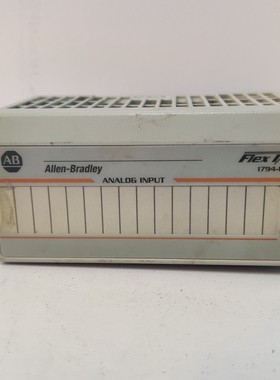 AB
Allen-Bradley
Flex
ANALOG INPUT
1794-